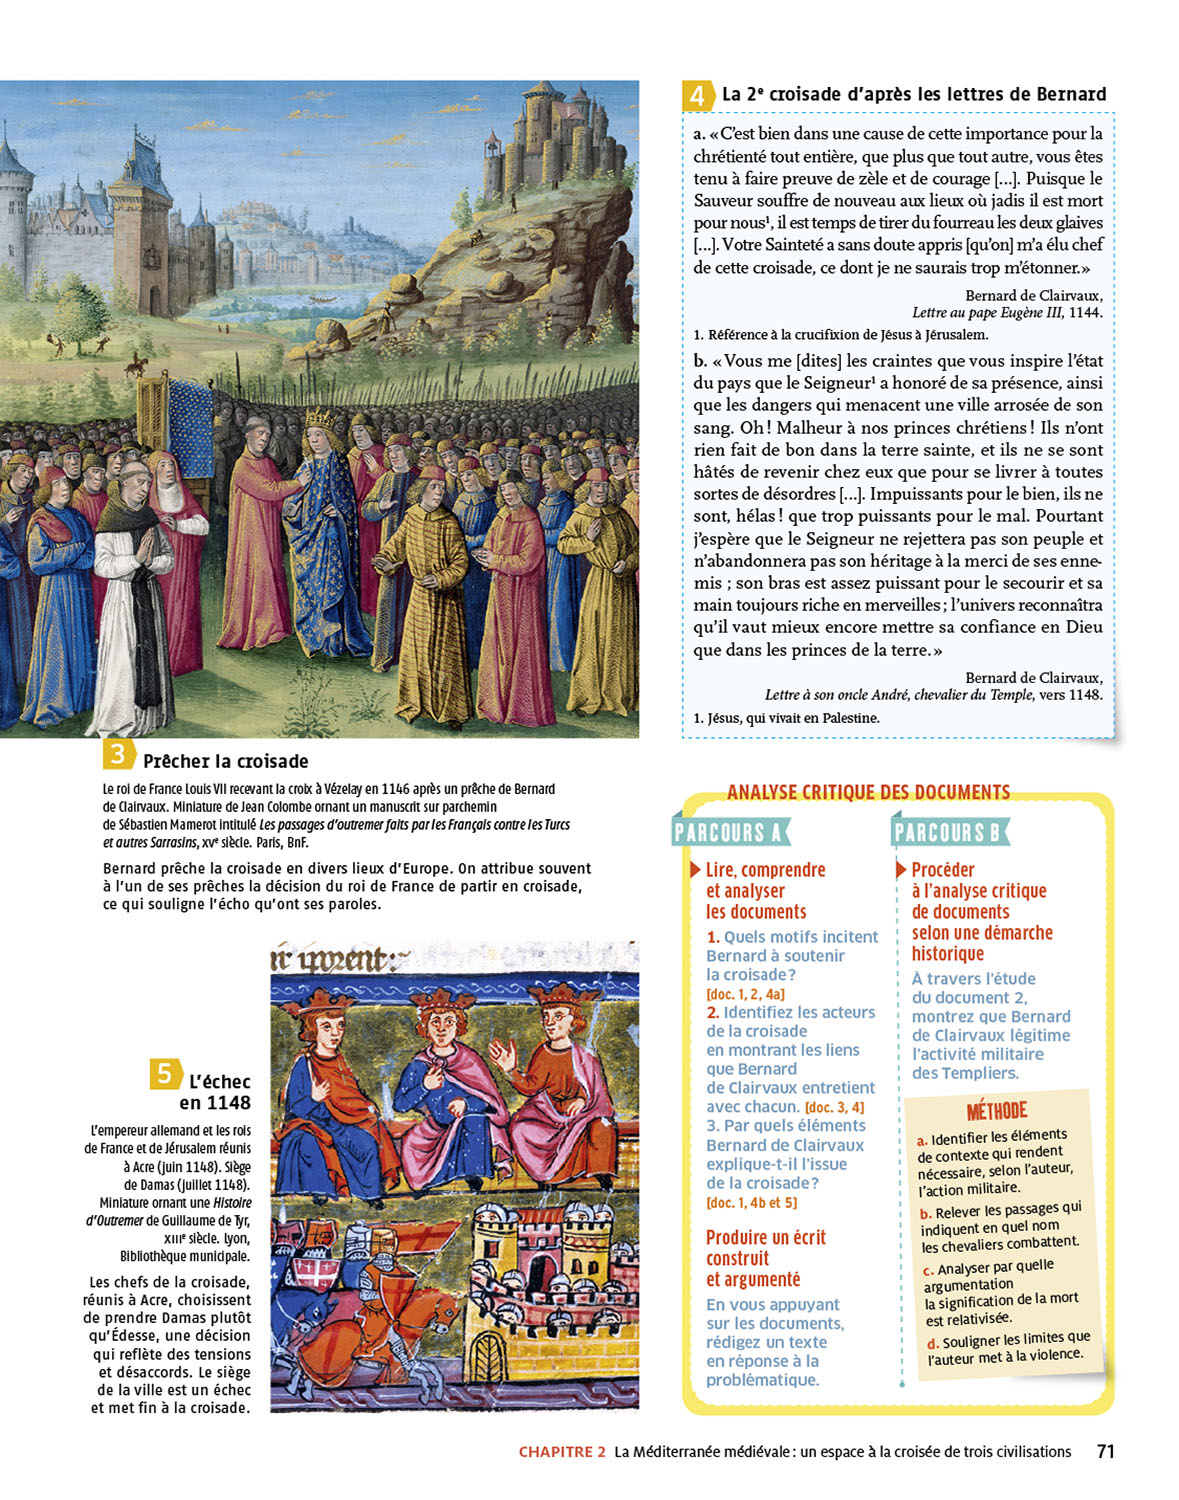 4 La 2e croisade d'après les lettres de Bernard
a. « C'est bien dans une cause de cette importance pour la
chrétienté tout entière, que plus que tout autre, vous êtes
tenu à faire preuve de zèle et de courage [...]. Puisque le
Sauveur souffre de nouveau aux lieux où jadis il est mort
pour nous¹, il est temps de tirer du fourreau les deux glaives
[...]. Votre Sainteté a sans doute appris [qu'on] m'a élu chef
de cette croisade, ce dont je ne saurais trop m'étonner. »
Bernard de Clairvaux,
Lettre au pape Eugène III, 1144.
1. Référence à la crucifixion de Jésus à Jérusalem.
b. « Vous me [dites] les craintes que vous inspire l'état
du pays que le Seigneur¹ a honoré de sa présence, ainsi
que les dangers qui menacent une ville arrosée de son
sang. Oh ! Malheur à nos princes chrétiens ! Ils n'ont
rien fait de bon dans la terre sainte, et ils ne se sont
hâtés de revenir chez eux que pour se livrer à toutes
sortes de désordres [...]. Impuissants pour le bien, ils ne
sont, hélas ! que trop puissants pour le mal. Pourtant
j'espère que le Seigneur ne rejettera pas son peuple et
n'abandonnera pas son héritage à la merci de ses enne-
mis ; son bras est assez puissant pour le secourir et sa
main toujours riche en merveilles ; l'univers reconnaîtra
qu'il vaut mieux encore mettre sa confiance en Dieu
que dans les princes de la terre. »
Bernard de Clairvaux,
Lettre à son oncle André, chevalier du Temple, vers 1148.
1. Jésus, qui vivait en Palestine.
3 Prêcher la croisade
Le roi de France Louis VII recevant la croix à Vézelay en 1146 après un prêche de Bernard
de Clairvaux. Miniature de Jean Colombe ornant un manuscrit sur parchemin
de Sébastien Mamerot intitulé Les passages d'outremer faits par les Français contre les Turcs
et autres Sarrasins, XVe siècle. Paris, BnF.
Bernard prêche la croisade en divers lieux d'Europe. On attribue souvent
à l'un de ses prêches la décision du roi de France de partir en croisade,
ce qui souligne l'écho qu'ont ses paroles.
5 L'échec
en 1148
L'empereur allemand et les rois
de France et de Jérusalem réunis
à Acre (juin 1148). Siège
de Damas (juillet 1148).
Miniature ornant une Histoire
d'Outremer de Guillaume de Tyr,
XIIIe siècle. Lyon,
Bibliothèque municipale.
Les chefs de la croisade,
réunis à Acre, choisissent
de prendre Damas plutôt
qu'Édesse, une décision
qui reflète des tensions
et désaccords. Le siège
de la ville est un échec
et met fin à la croisade.
ANALYSE CRITIQUE DES DOCUMENTS
PARCOURS A
Lire, comprendre
et analyser
les documents
1. Quels motifs incitent
Bernard à soutenir
la croisade ?
[doc. 1, 2, 4a]
2. Identifiez les acteurs
de la croisade
en montrant les liens
que Bernard
de Clairvaux entretient
avec chacun. [doc. 3, 4]
3. Par quels éléments
Bernard de Clairvaux
explique-t-il l'issue
de la croisade ?
[doc. 1, 4b et 5]
Produire un écrit
construit
et argumenté
En vous appuyant
sur les documents,
rédigez un texte
en réponse à la
problématique.
PARCOURS B
Procéder
à l'analyse critique
de documents
selon une démarche
historique
À travers l'étude
du document 2,
montrez que Bernard
de Clairvaux légitime
l'activité militaire
des Templiers.
MÉTHODE
a. Identifier les éléments
de contexte qui rendent
nécessaire, selon l'auteur,
l'action militaire.
b. Relever les passages qui
indiquent en quel nom
les chevaliers combattent.
c. Analyser par quelle
argumentation
la signification de la mort
est relativisée.
d. Souligner les limites que
l'auteur met à la violence.
CHAPITRE 2 La Méditerranée médiévale : un espace à la croisée de trois civilisations 71